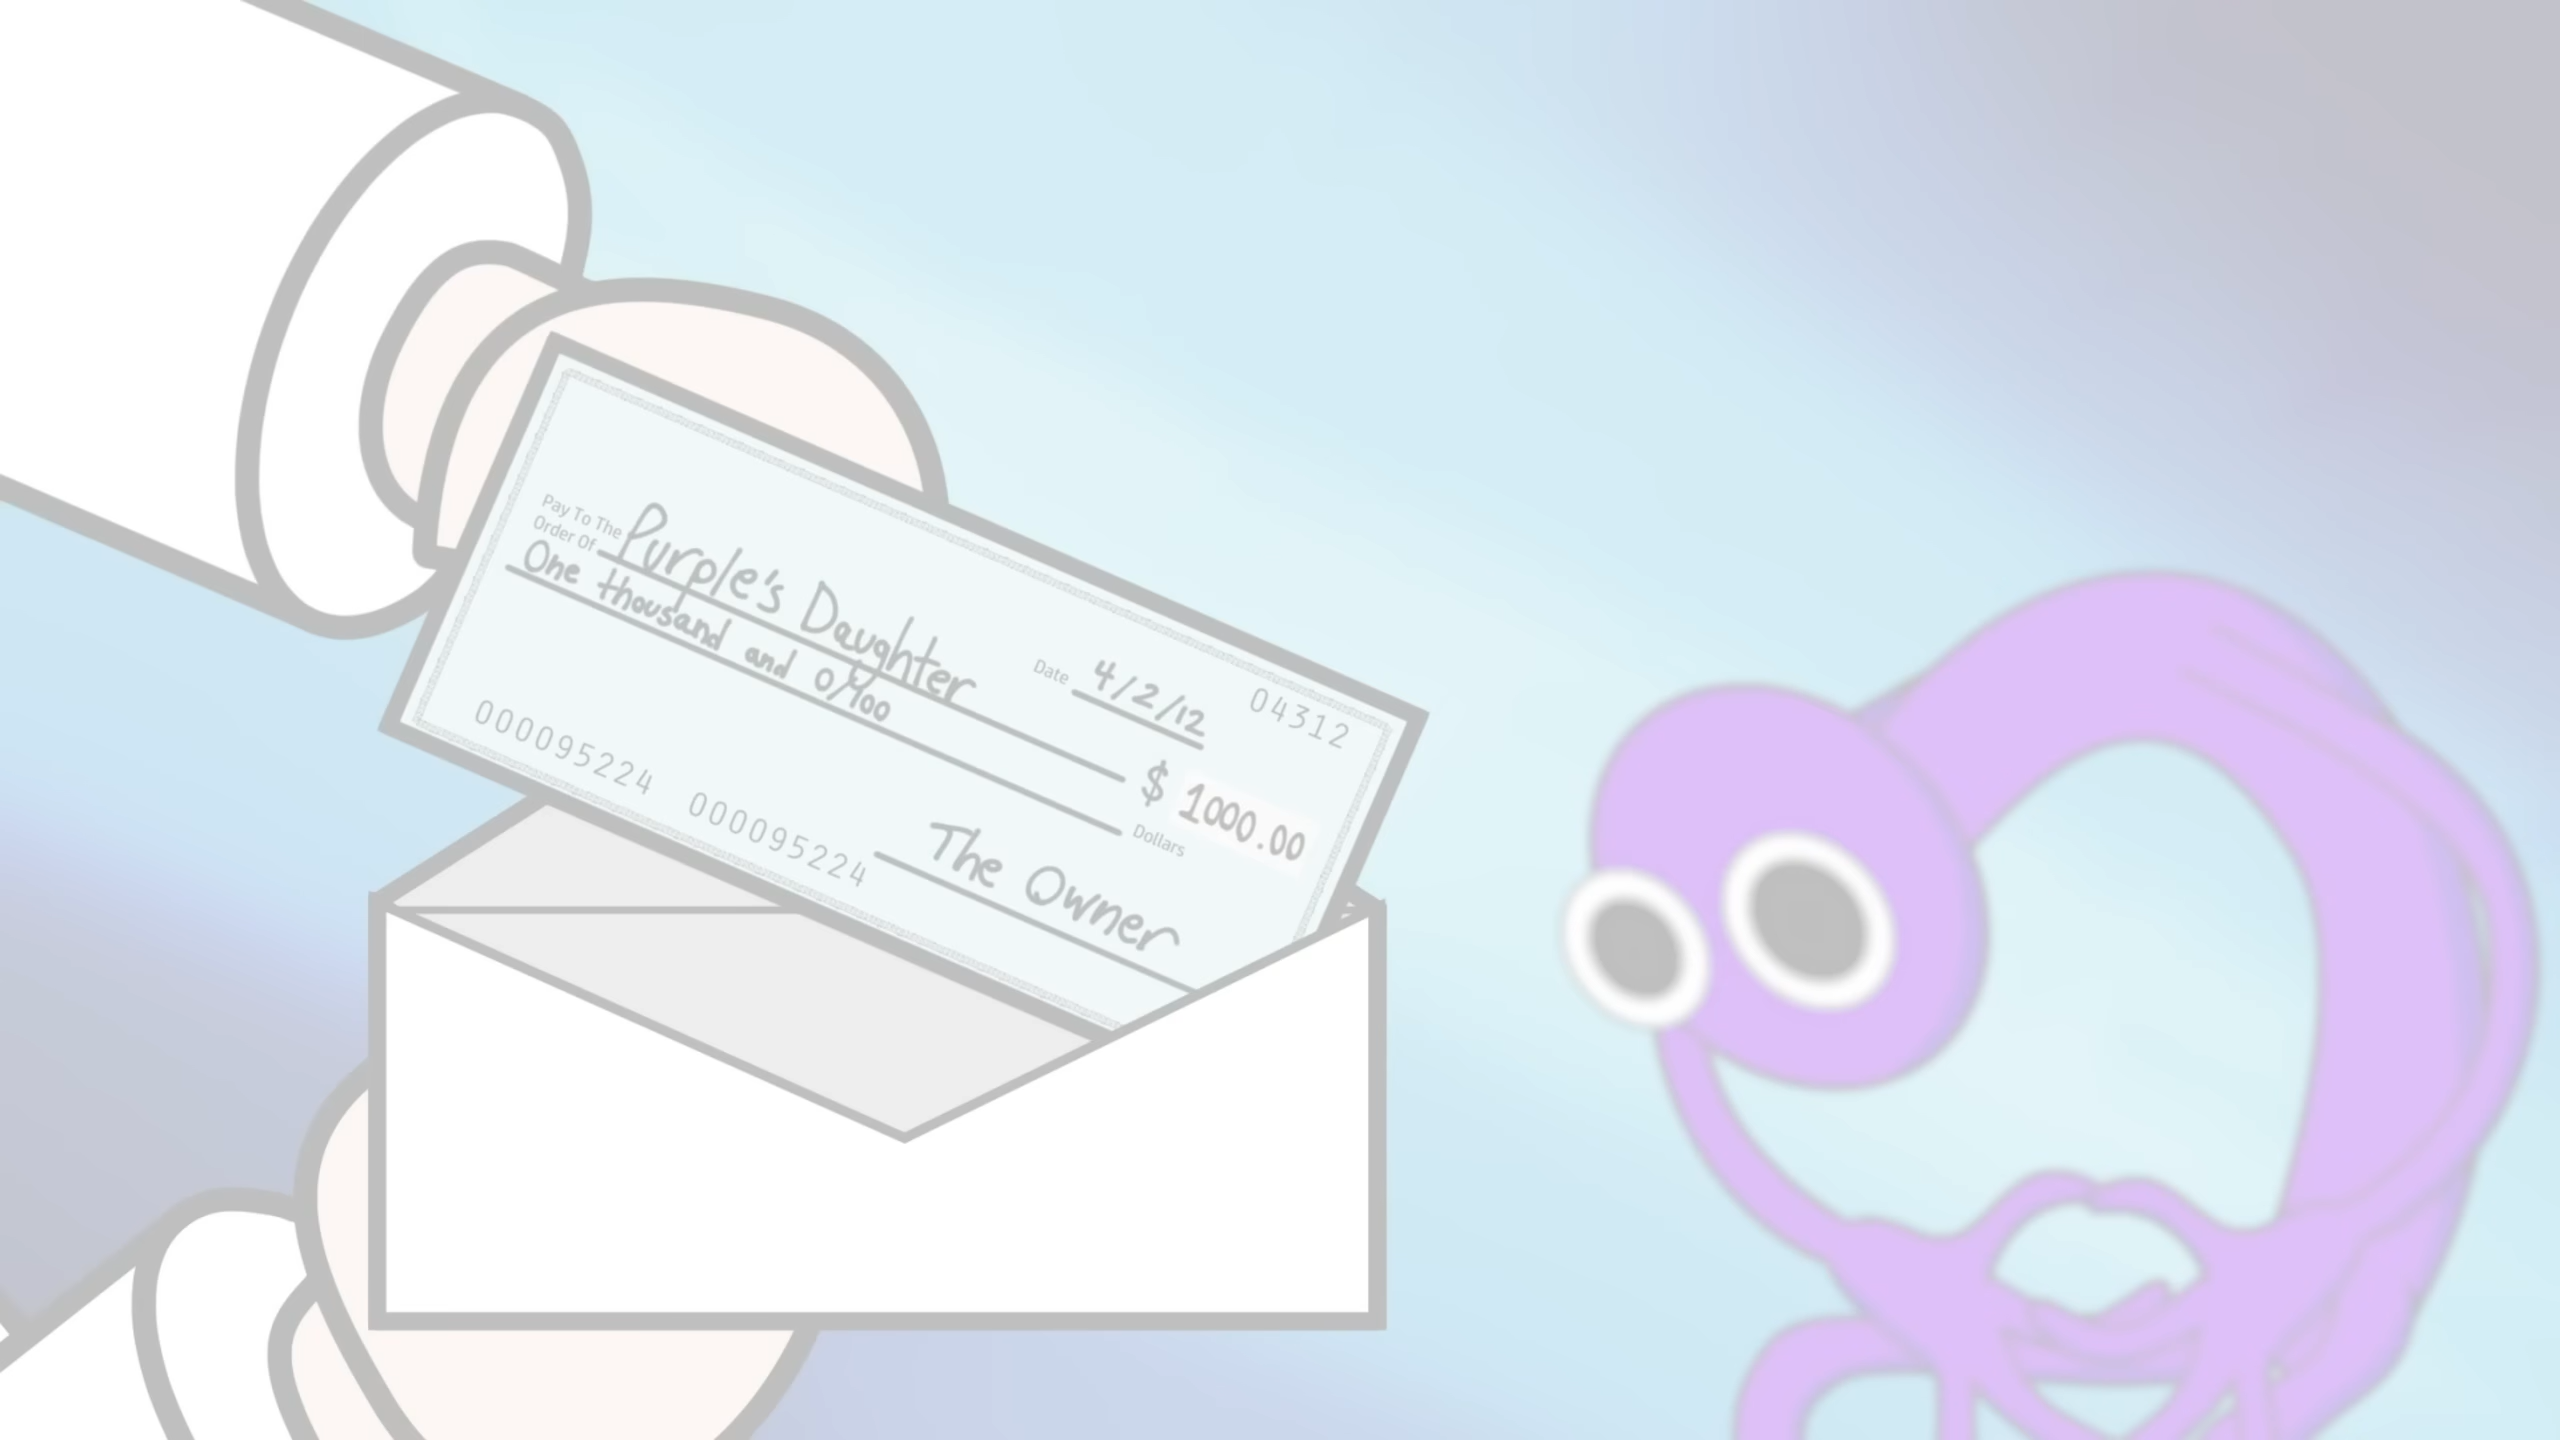 04312
Date 4/2/12
Pay To The
Order Of Purple's Daughter
$ 1000.00
One thousand and 0/100
Dollars
The Owner
000095224 000095224